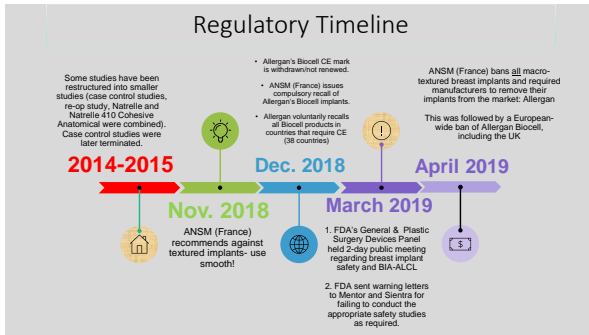 Regulatory Timeline
Some studies have been
restructured into smaller
studies (case control studies,
re-op study, Natrelle and
Natrelle 410 Cohesive
Anatomical were combined).
Case control studies were
later terminated.
2014-2015
Nov. 2018
ANSM (France)
recommends against
textured implants- use
smooth!
• Allergan's Biocell CE mark
is withdrawn/not renewed.
• ANSM (France) issues
compulsory recall of
Allergan's Biocell implants.
• Allergan voluntarily recalls
all Biocell products in
countries that require CE
(38 countries)
Dec. 2018
March 2019
1. FDA's General & Plastic
Surgery Devices Panel
held 2-day public meeting
regarding breast implant
safety and BIA-ALCL
2. FDA sent warning letters
to Mentor and Sientra for
failing to conduct the
appropriate safety studies
as required.
ANSM (France) bans all macro-
textured breast implants and required
manufacturers to remove their
implants from the market: Allergan
This was followed by a European-
wide ban of Allergan Biocell,
including the UK
April 2019
$